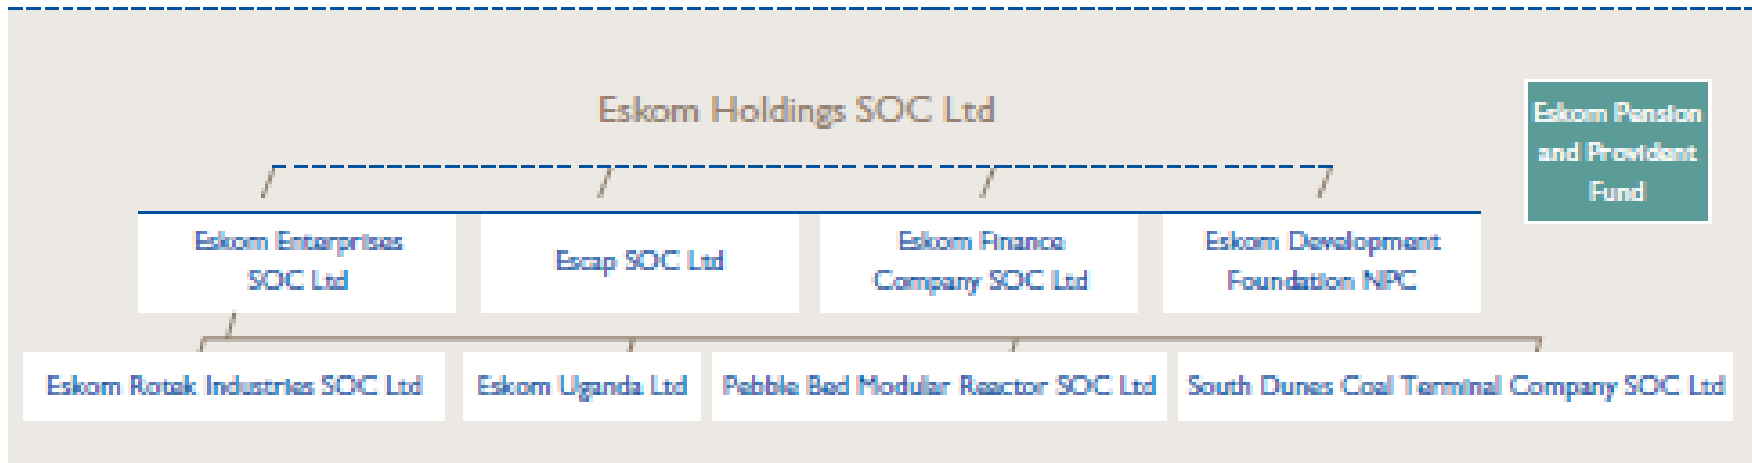 Eskom Holdings SOC Ltd
Eskom Pension
and Provident
Fund
Eskom Enterprises
SOC Ltd
Escap SOC Ltd
Eskom Finance
Company SOC Ltd
Eskom Development
Foundation NPC
Eskom Rotek Industries SOC Ltd
Eskom Uganda Ltd
Pebble Bed Modular Reactor SOC Ltd
South Dunes Coal Terminal Company SOC Ltd